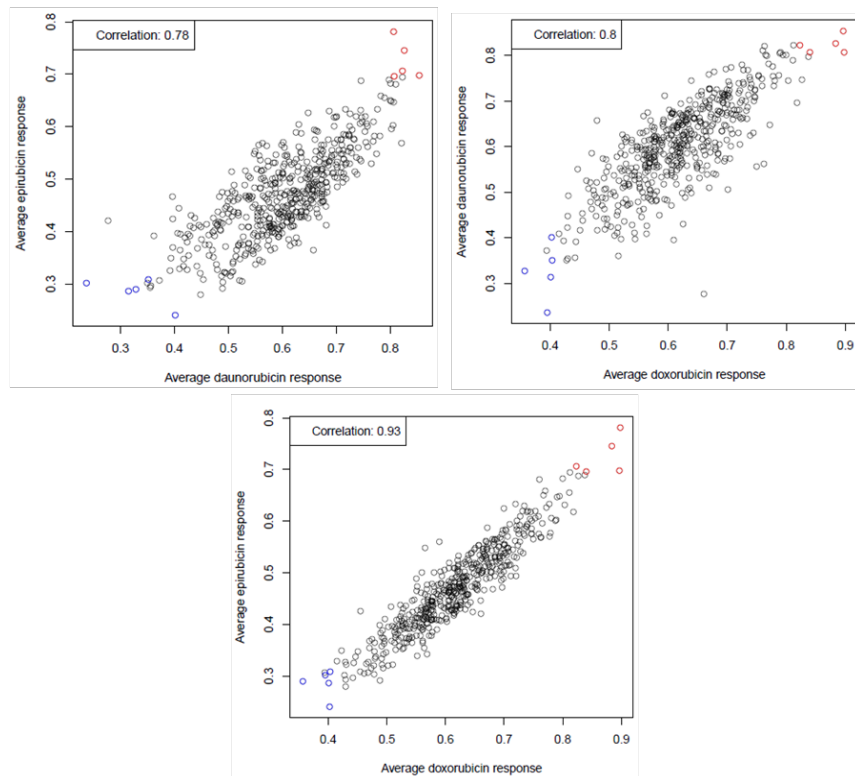 Correlation: 0.78
0.8
0.7
0.6
0.5
0.4
0.3
Average epirubicin response
0.3 0.4 0.5 0.6 0.7 0.8
Average daunorubicin response
Correlation: 0.8
0.8
0.7
0.6
0.5
0.4
0.3
Average daunorubicin response
0.4 0.5 0.6 0.7 0.8 0.9
Average doxorubicin response
Correlation: 0.93
0.8
0.7
0.6
0.5
0.4
0.3
Average epirubicin response
0.4 0.5 0.6 0.7 0.8 0.9
Average doxorubicin response